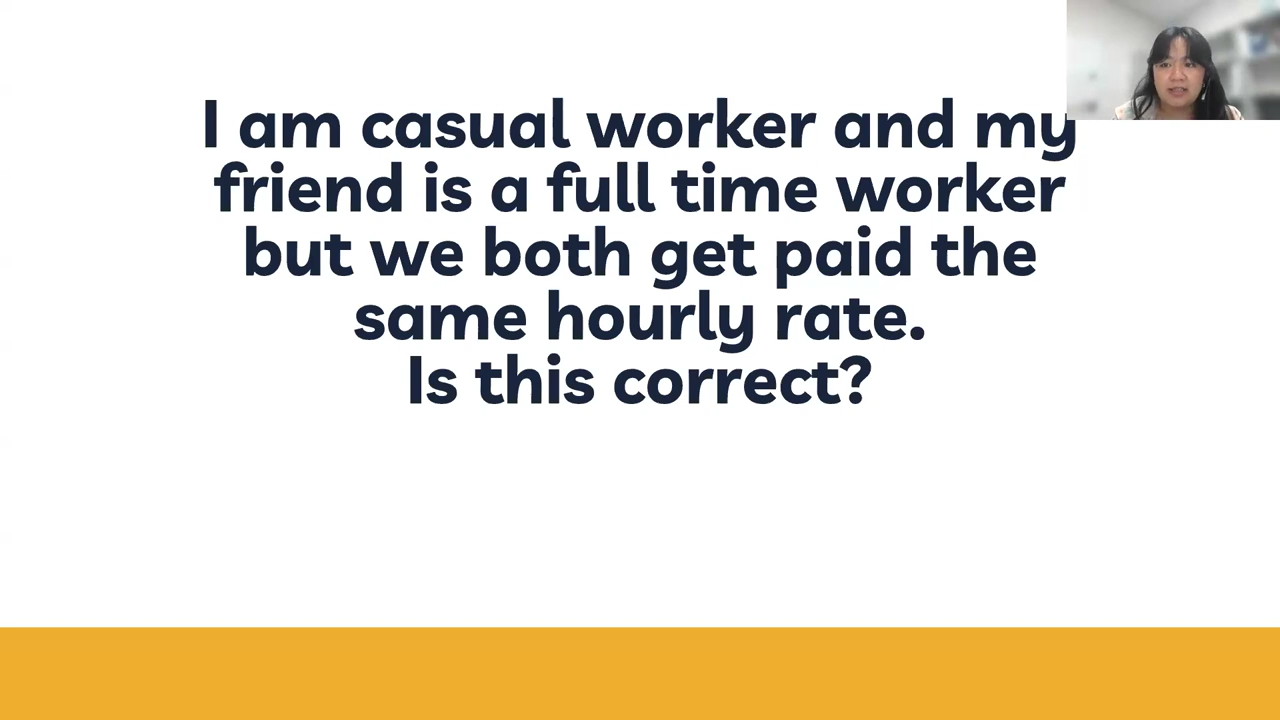 I am casual worker and my
friend is a full time worker
but we both get paid the
same hourly rate.
Is this correct?